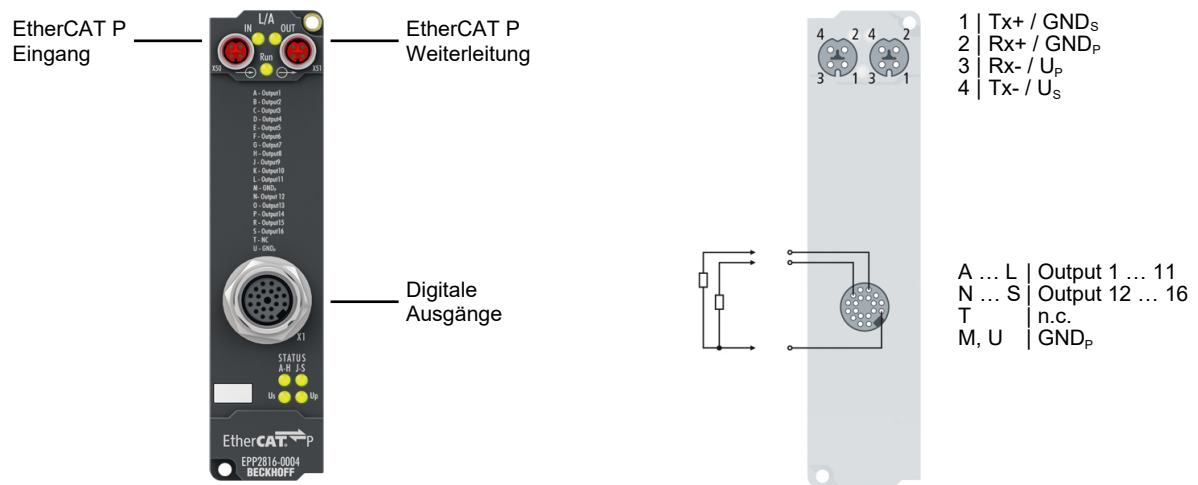 EtherCAT P
Eingang
EtherCAT P
Weiterleitung
L/A
IN OUT
Run
X50 X51
A - Output1
B - Output2
C - Output3
D - Output4
E - Output5
F - Output6
G - Output7
H - Output8
J - Output9
K - Output10
L - Output11
M - GNDₚ
N- Output 12
O - Output13
P - Output14
R - Output15
S - Output16
T - NC
U - GNDₚ
Digitale
Ausgänge
X1
STATUS
A-H J-S
Us Up
EtherCAT P
EPP2816-0004
BECKHOFF
4 2 4 2
3 1 3 1
1 | Tx+ / GNDₛ
2 | Rx+ / GNDₚ
3 | Rx- / Uₚ
4 | Tx- / Uₛ
A … L | Output 1 … 11
N … S | Output 12 … 16
T | n.c.
M, U | GNDₚ